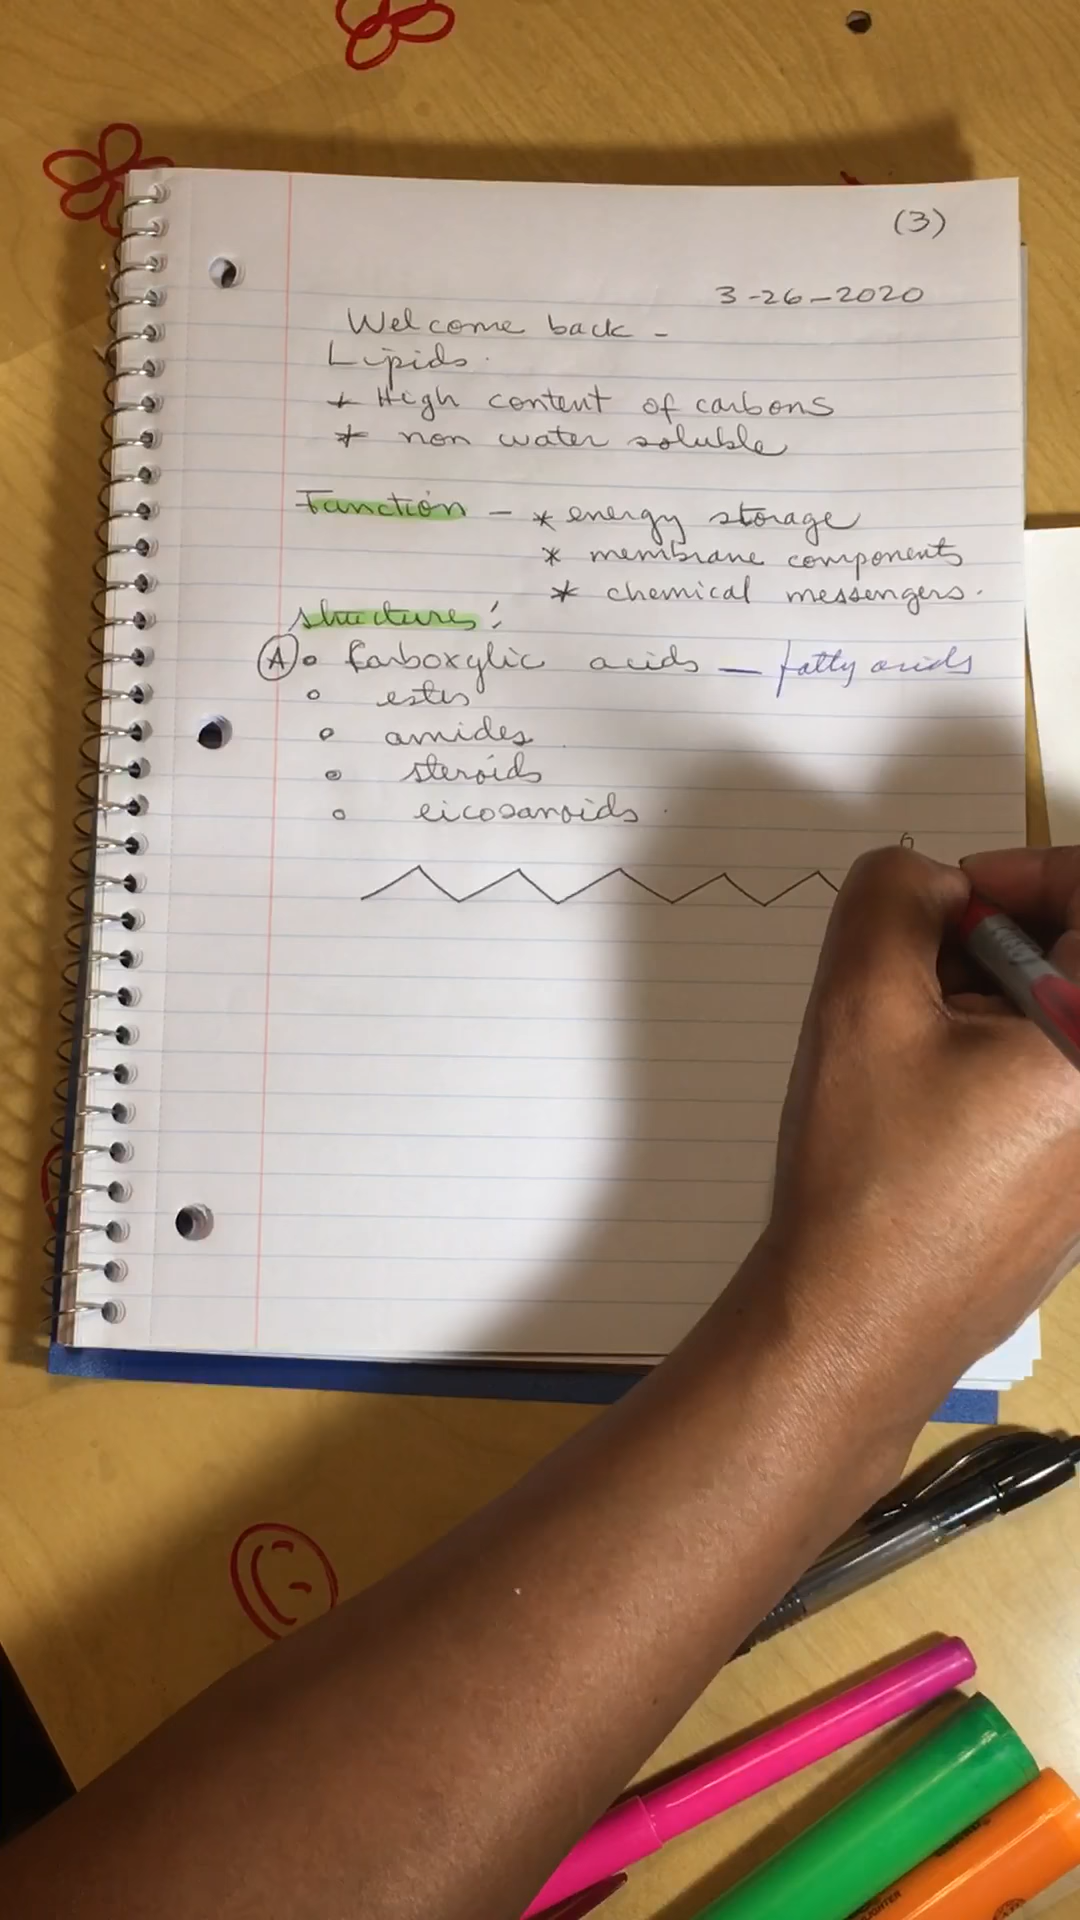 (3)
3-26-2020
Welcome back -
Lipids.
* High content of carbons
* non water soluble
Function - * energy storage
* membrane components
* chemical messengers.
structures:
A o Carboxylic acids — fatty acids
o esters
o amides
o steroids
o eicosanoids.